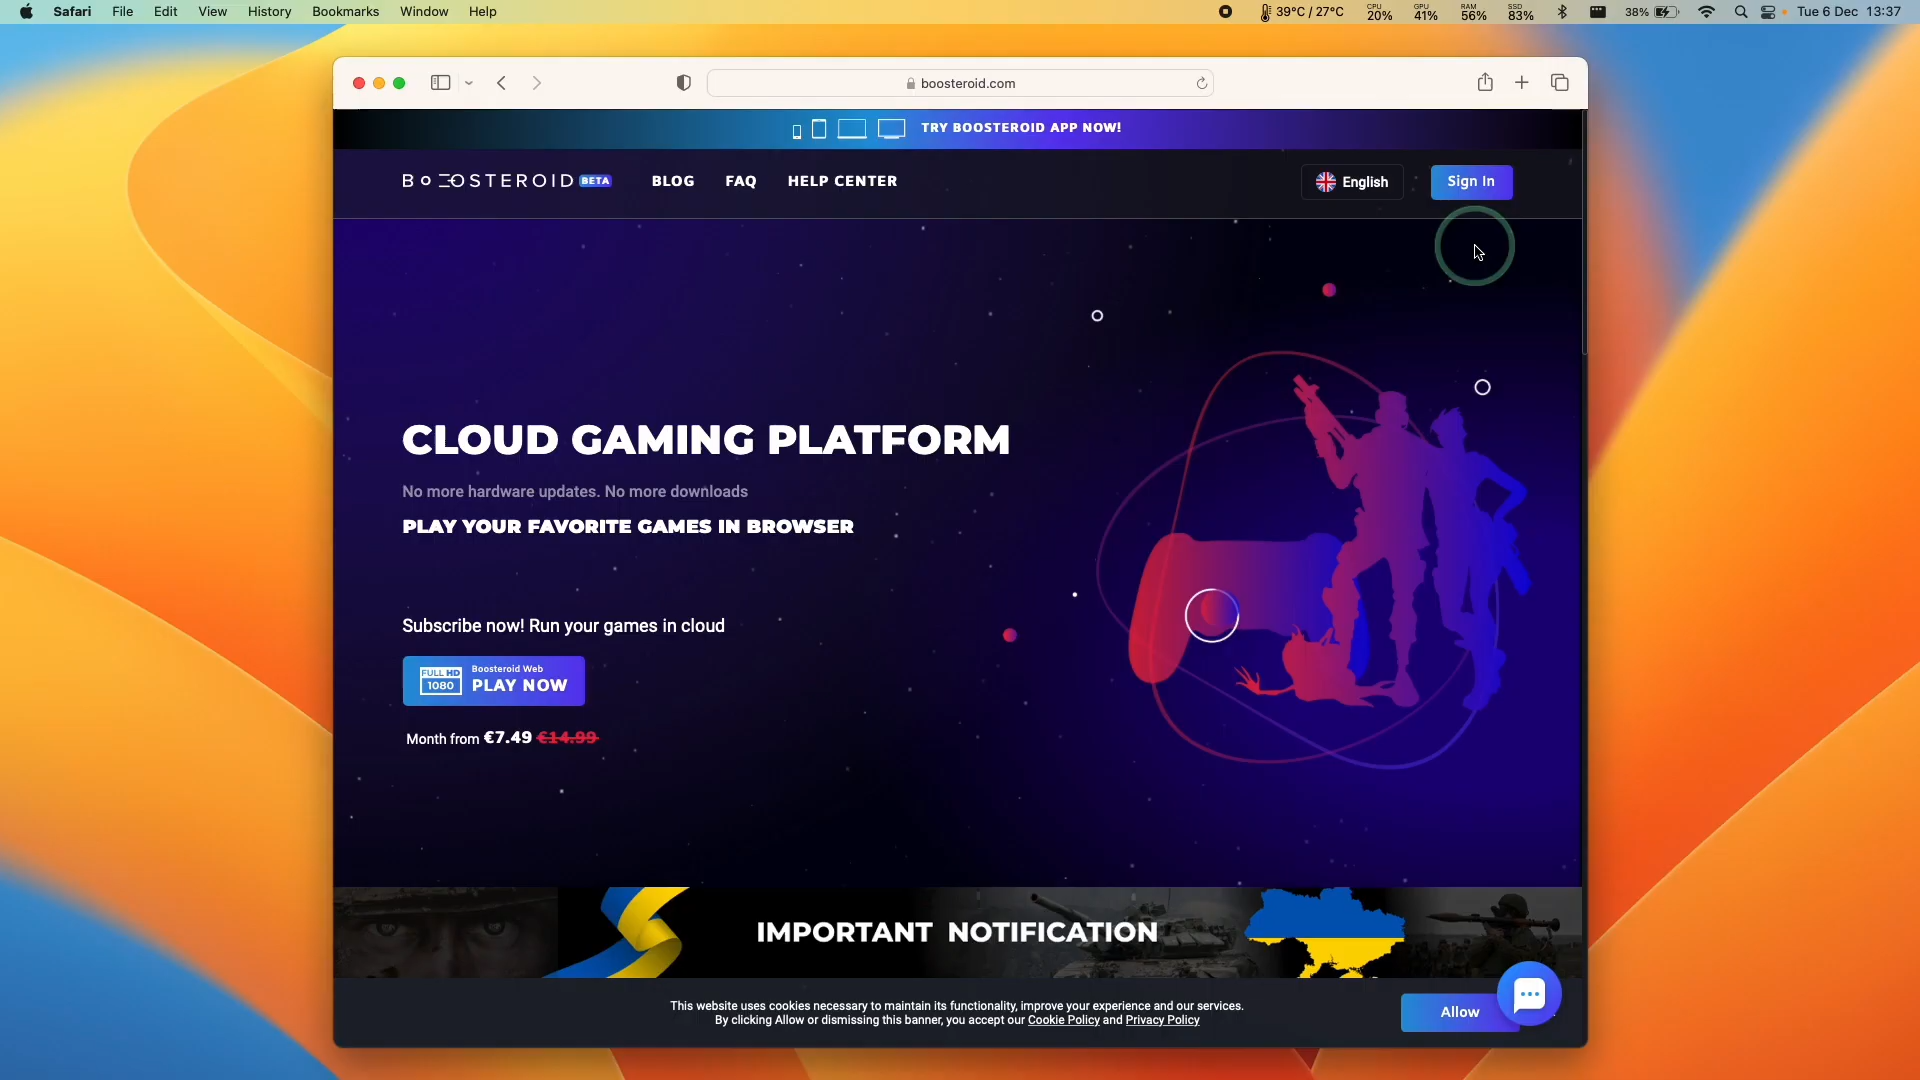 Safari File Edit View History Bookmarks Window Help
39°C / 27°C CPU 20% GPU 41% RAM 56% SSD 83% 38% Tue 6 Dec 13:37
boosteroid.com
TRY BOOSTEROID APP NOW!
BOOSTEROID BETA BLOG FAQ HELP CENTER English Sign In
CLOUD GAMING PLATFORM
No more hardware updates. No more downloads
PLAY YOUR FAVORITE GAMES IN BROWSER
Subscribe now! Run your games in cloud
FULL HD 1080 Boosteroid Web
PLAY NOW
Month from €7.49 €14.99
IMPORTANT NOTIFICATION
This website uses cookies necessary to maintain its functionality, improve your experience and our services.
By clicking Allow or dismissing this banner, you accept our Cookie Policy and Privacy Policy
Allow